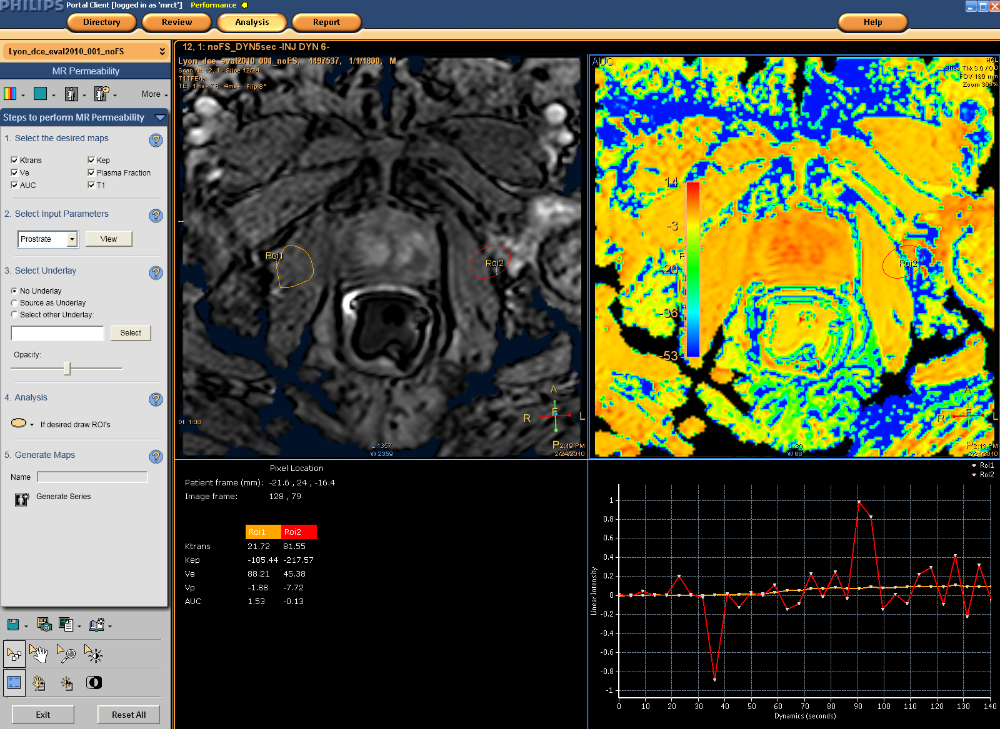 PHILIPS Portal Client [logged in as 'mrct'] Performance
Directory Review Analysis Report Help
Lyon_dce_eval2010_001_noFS
MR Permeability
More
Steps to perform MR Permeability
1. Select the desired maps
Ktrans Kep
Ve Plasma Fraction
AUC T1
2. Select Input Parameters
Prostrate View
3. Select Underlay
No Underlay
Source as Underlay
Select other Underlay:
Select
Opacity:
4. Analysis
If desired draw ROI's
5. Generate Maps
Name
Generate Series
Exit Reset All
12, 1: noFS_DYN5sec -INJ DYN 6-
Lyon_dce_eval2010_001_noFS, 4497537, 1/1/1800, M
Scan Nr. 12, 1 - Slice 12/24
T1TFE/M
TE 1ms- TR 4ms- Flip 8°
Roi1
Roi2
A
R F L
P
Dt 1:08
L 1357
W 2359
2:19 PM
2/24/2010
AUC
HCL
Slice Thk 3.0 / 0.0
FOV 180 mm
Zoom 366%
14
-3
-20
-36
-53
Roi2
A
R F L
P
L -20
W 68
2:19 PM
2/24/2010
Pixel Location
Patient frame (mm): -21.6 , 24 , -16.4
Image frame: 128 , 79
Roi1 Roi2
Ktrans 21.72 81.55
Kep -185.44 -217.57
Ve 88.21 45.38
Vp -1.88 -7.72
AUC 1.53 -0.13
Roi1
Roi2
Linear Intensity
1
0.8
0.6
0.4
0.2
0
-0.2
-0.4
-0.6
-0.8
-1
0 10 20 30 40 50 60 70 80 90 100 110 120 130 140
Dynamics (seconds)